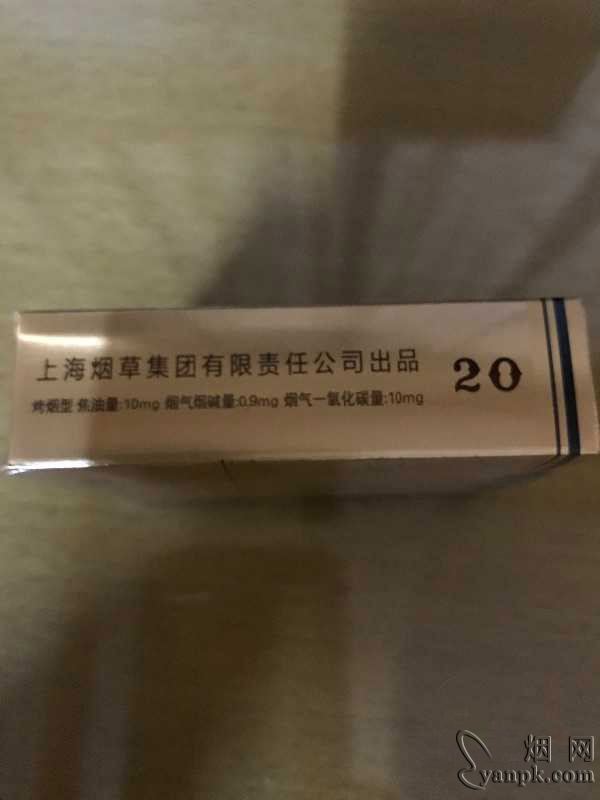 上海烟草集团有限责任公司出品
20
烤烟型 焦油量:10mg 烟气烟碱量:0.9mg 烟气一氧化碳量:10mg
烟网
yanpk.com